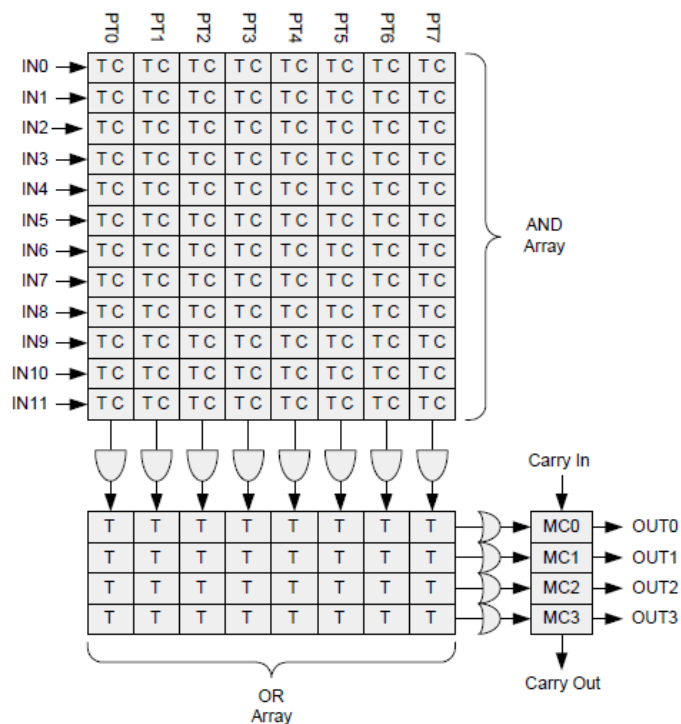 PT0 PT1 PT2 PT3 PT4 PT5 PT6 PT7
IN0 T C T C T C T C T C T C T C T C
IN1 T C T C T C T C T C T C T C T C
IN2 T C T C T C T C T C T C T C T C
IN3 T C T C T C T C T C T C T C T C
IN4 T C T C T C T C T C T C T C T C
IN5 T C T C T C T C T C T C T C T C
AND
Array
IN6 T C T C T C T C T C T C T C T C
IN7 T C T C T C T C T C T C T C T C
IN8 T C T C T C T C T C T C T C T C
IN9 T C T C T C T C T C T C T C T C
IN10 T C T C T C T C T C T C T C T C
IN11 T C T C T C T C T C T C T C T C
Carry In
T T T T T T T T MC0 OUT0
T T T T T T T T MC1 OUT1
T T T T T T T T MC2 OUT2
T T T T T T T T MC3 OUT3
Carry Out
OR
Array